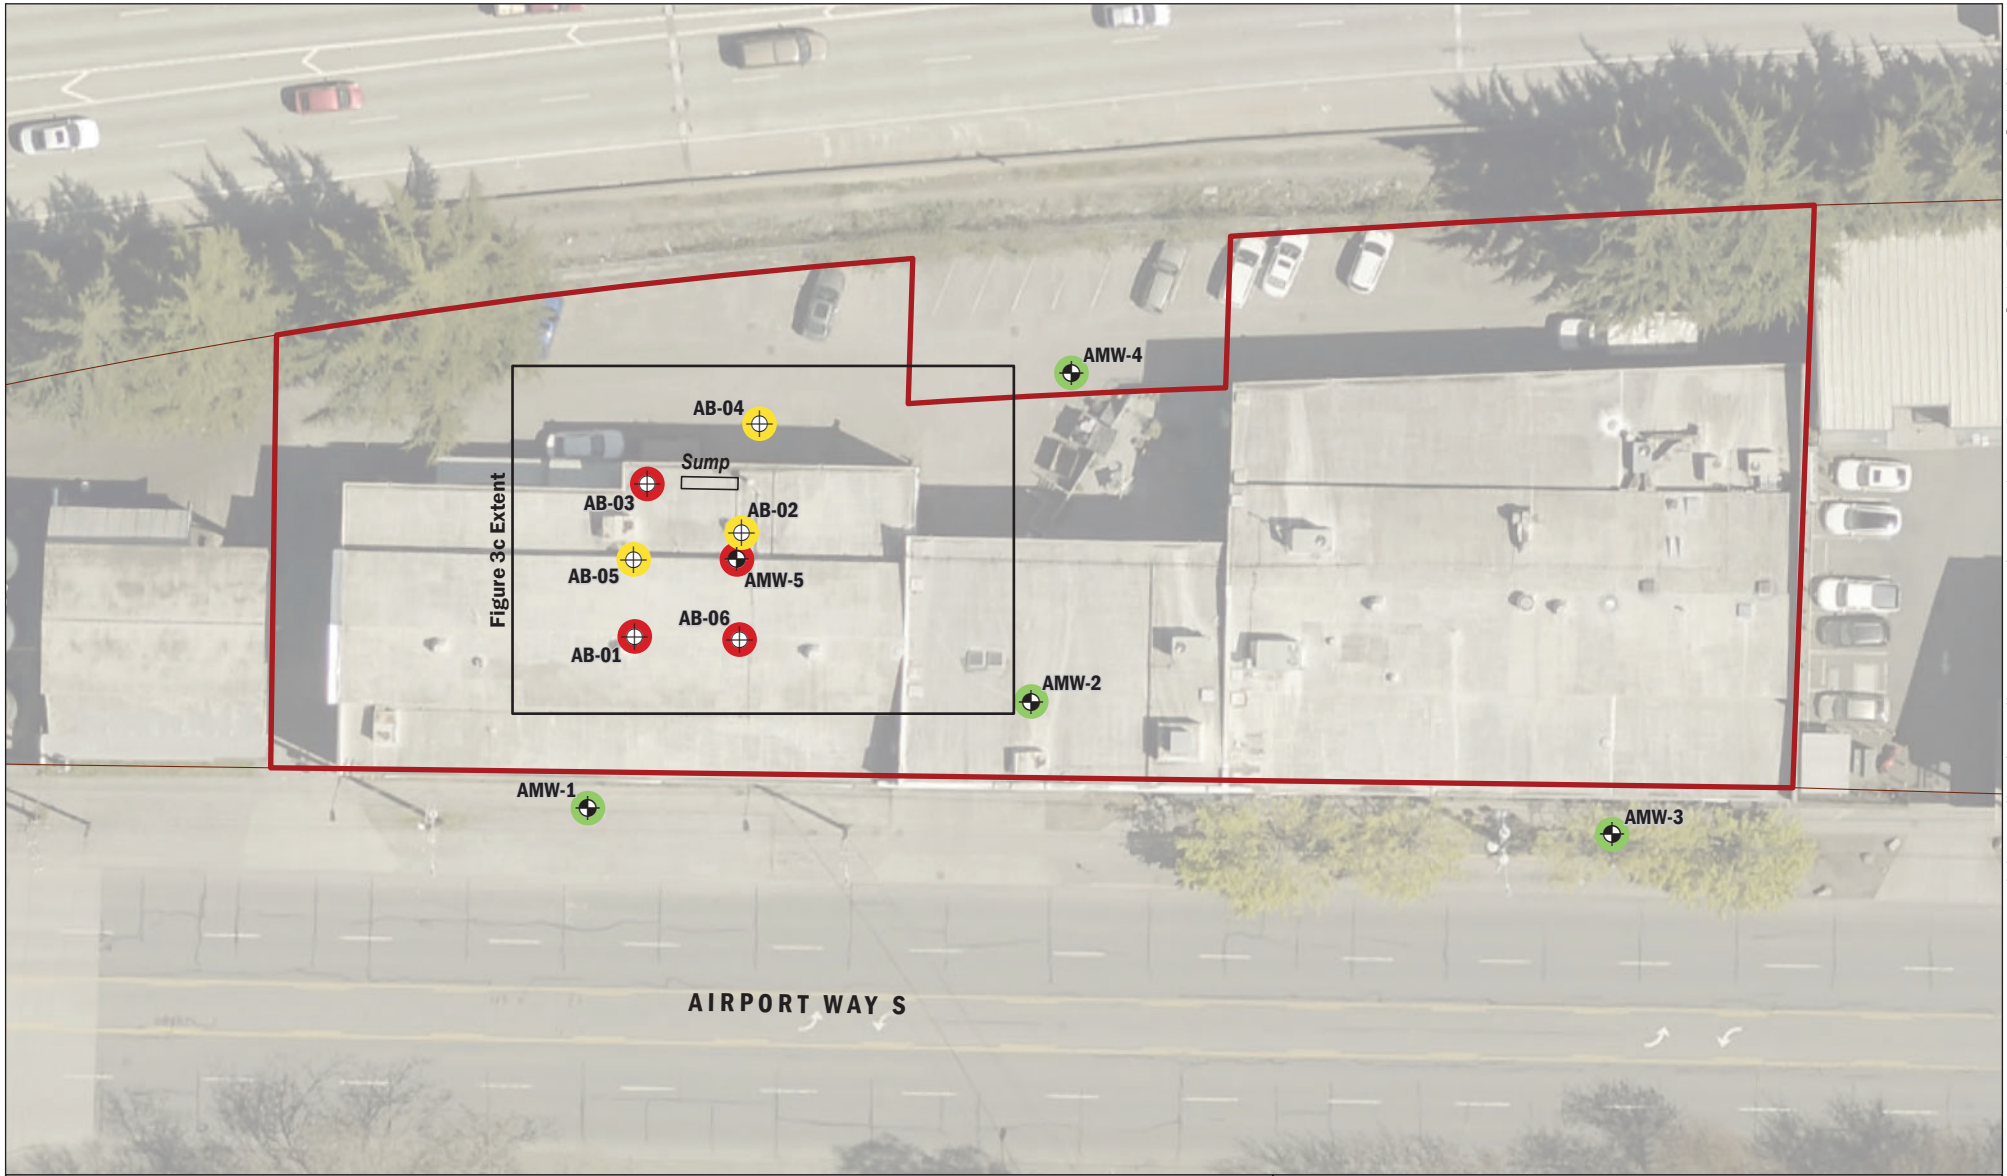 AMW-4
AB-04
Sump
AB-03
AB-02
Figure 3c Extent
AB-05
AMW-5
AB-06
AB-01
AMW-2
AMW-1
AMW-3
AIRPORT WAY S